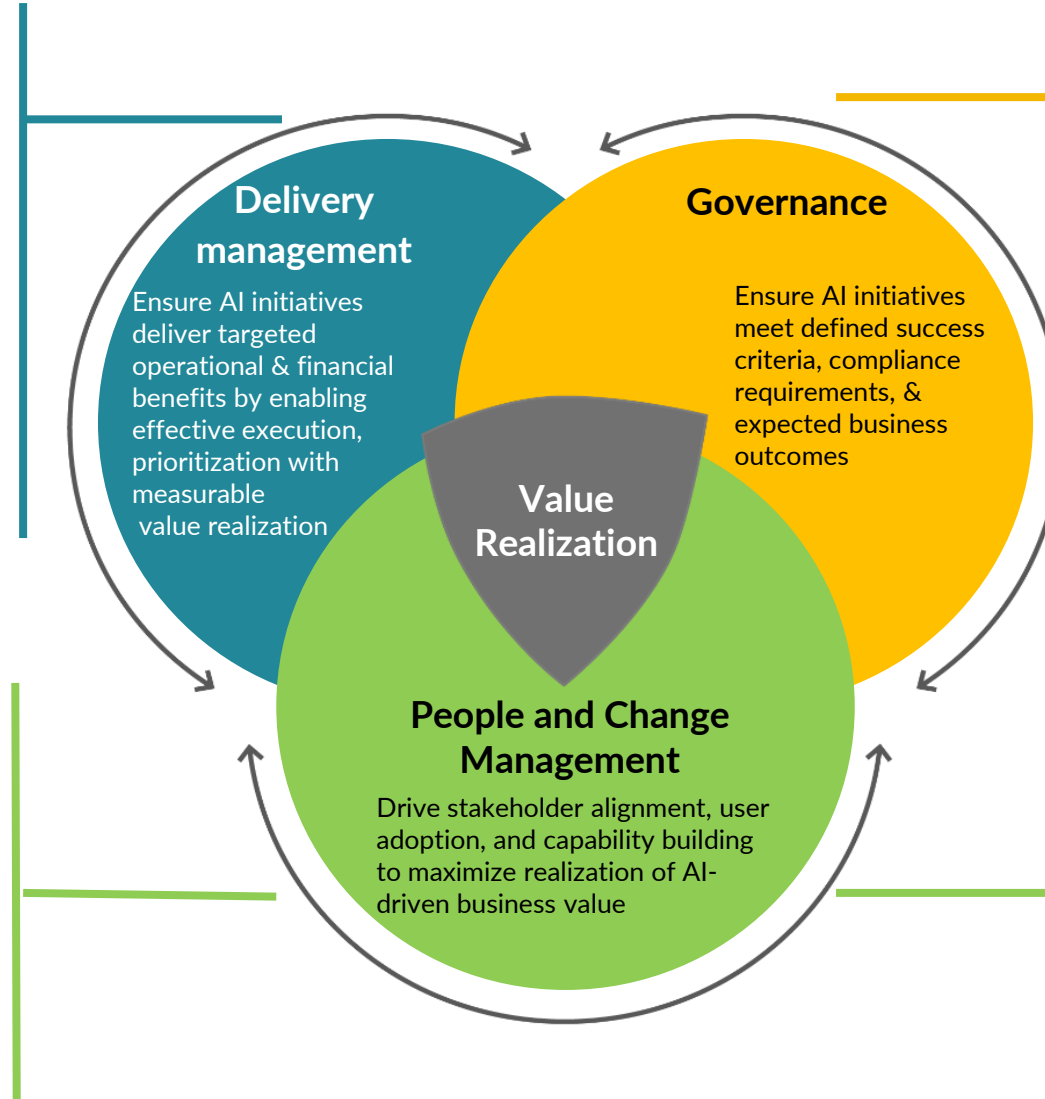 Delivery
management
Ensure AI initiatives
deliver targeted
operational & financial
benefits by enabling
effective execution,
prioritization with
measurable
value realization
Governance
Ensure AI initiatives
meet defined success
criteria, compliance
requirements, &
expected business
outcomes
Value
Realization
People and Change
Management
Drive stakeholder alignment, user
adoption, and capability building
to maximize realization of AI-
driven business value